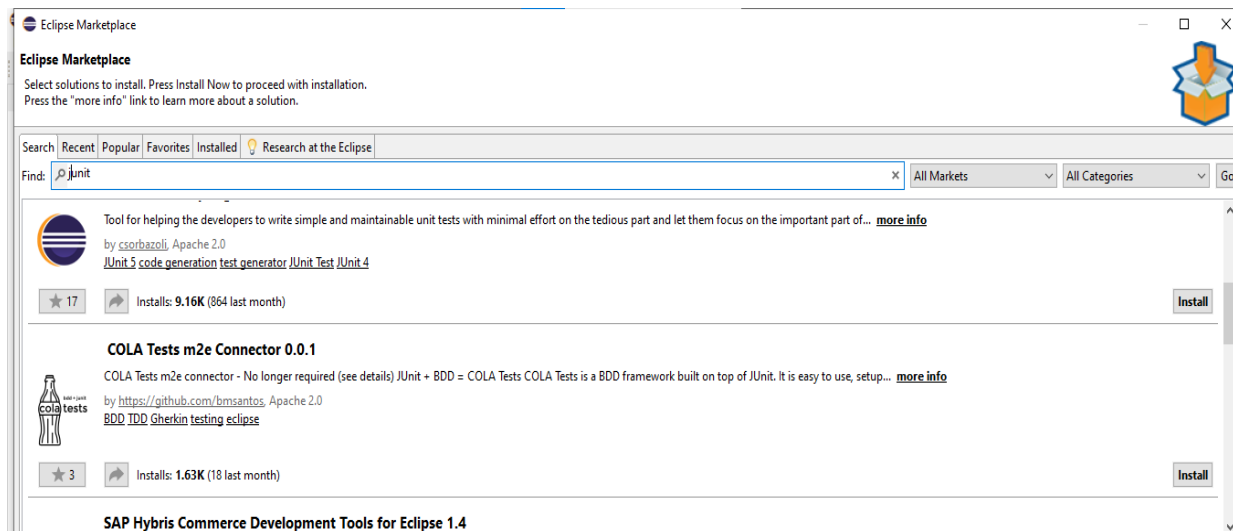 Eclipse Marketplace
Eclipse Marketplace
Select solutions to install. Press Install Now to proceed with installation.
Press the "more info" link to learn more about a solution.
Search Recent Popular Favorites Installed Research at the Eclipse
Find: junit All Markets All Categories Go
Tool for helping the developers to write simple and maintainable unit tests with minimal effort on the tedious part and let them focus on the important part of... more info
by csorbazoli, Apache 2.0
JUnit 5 code generation test generator JUnit Test JUnit 4
17 Installs: 9.16K (864 last month) Install
COLA Tests m2e Connector 0.0.1
COLA Tests m2e connector - No longer required (see details) JUnit + BDD = COLA Tests COLA Tests is a BDD framework built on top of JUnit. It is easy to use, setup... more info
bdd + junit
cola tests
by https://github.com/bmsantos, Apache 2.0
BDD TDD Gherkin testing eclipse
3 Installs: 1.63K (18 last month) Install
SAP Hybris Commerce Development Tools for Eclipse 1.4